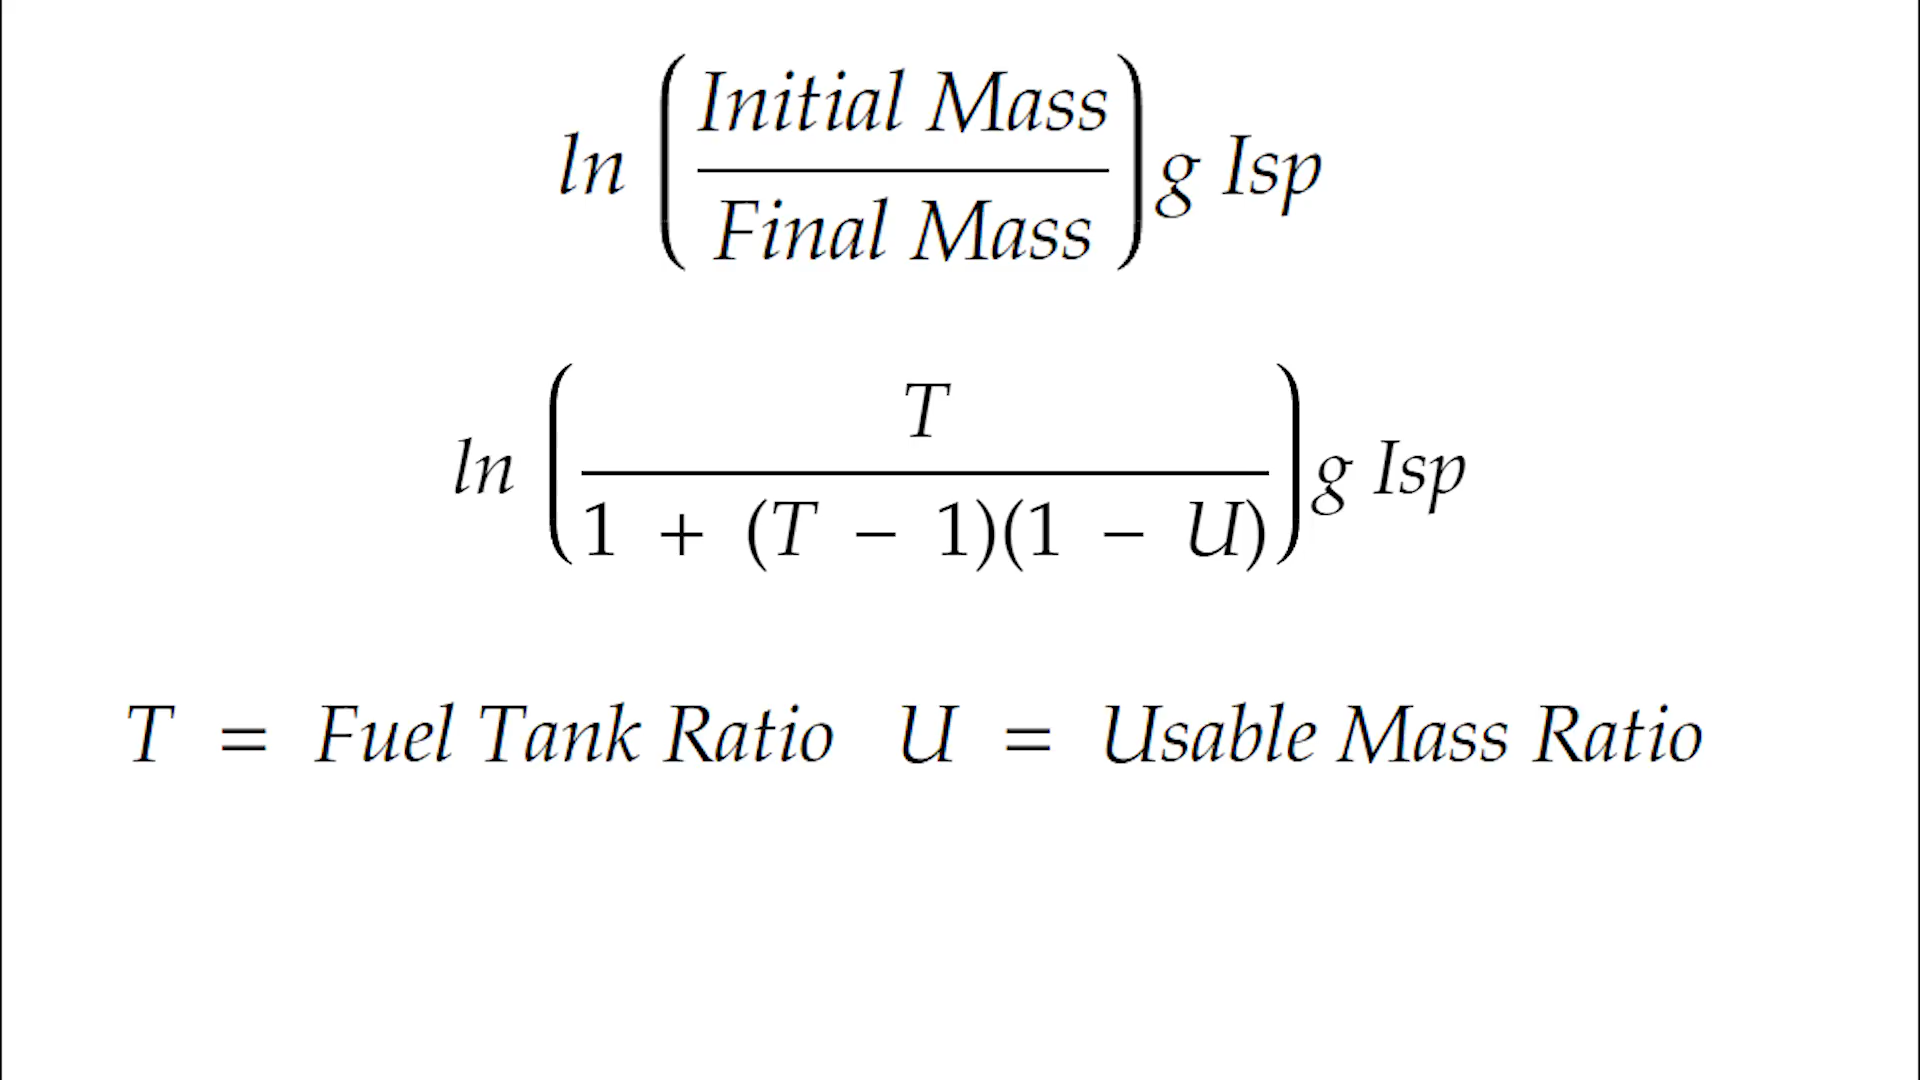 ln (Initial Mass / Final Mass) g Isp
ln (T / 1 + (T − 1)(1 − U)) g Isp
T = Fuel Tank Ratio U = Usable Mass Ratio